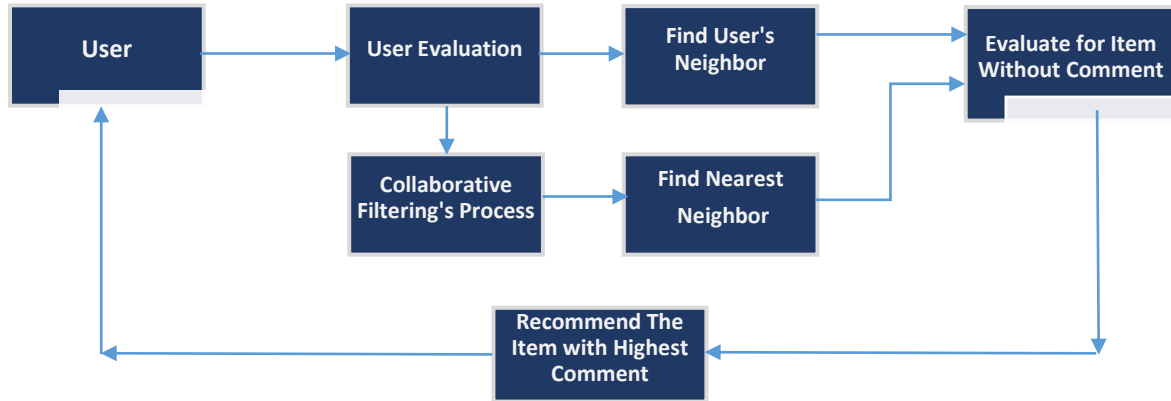 User
User Evaluation
Find User's
Neighbor
Evaluate for Item
Without Comment
Collaborative
Filtering's Process
Find Nearest
Neighbor
Recommend The
Item with Highest
Comment